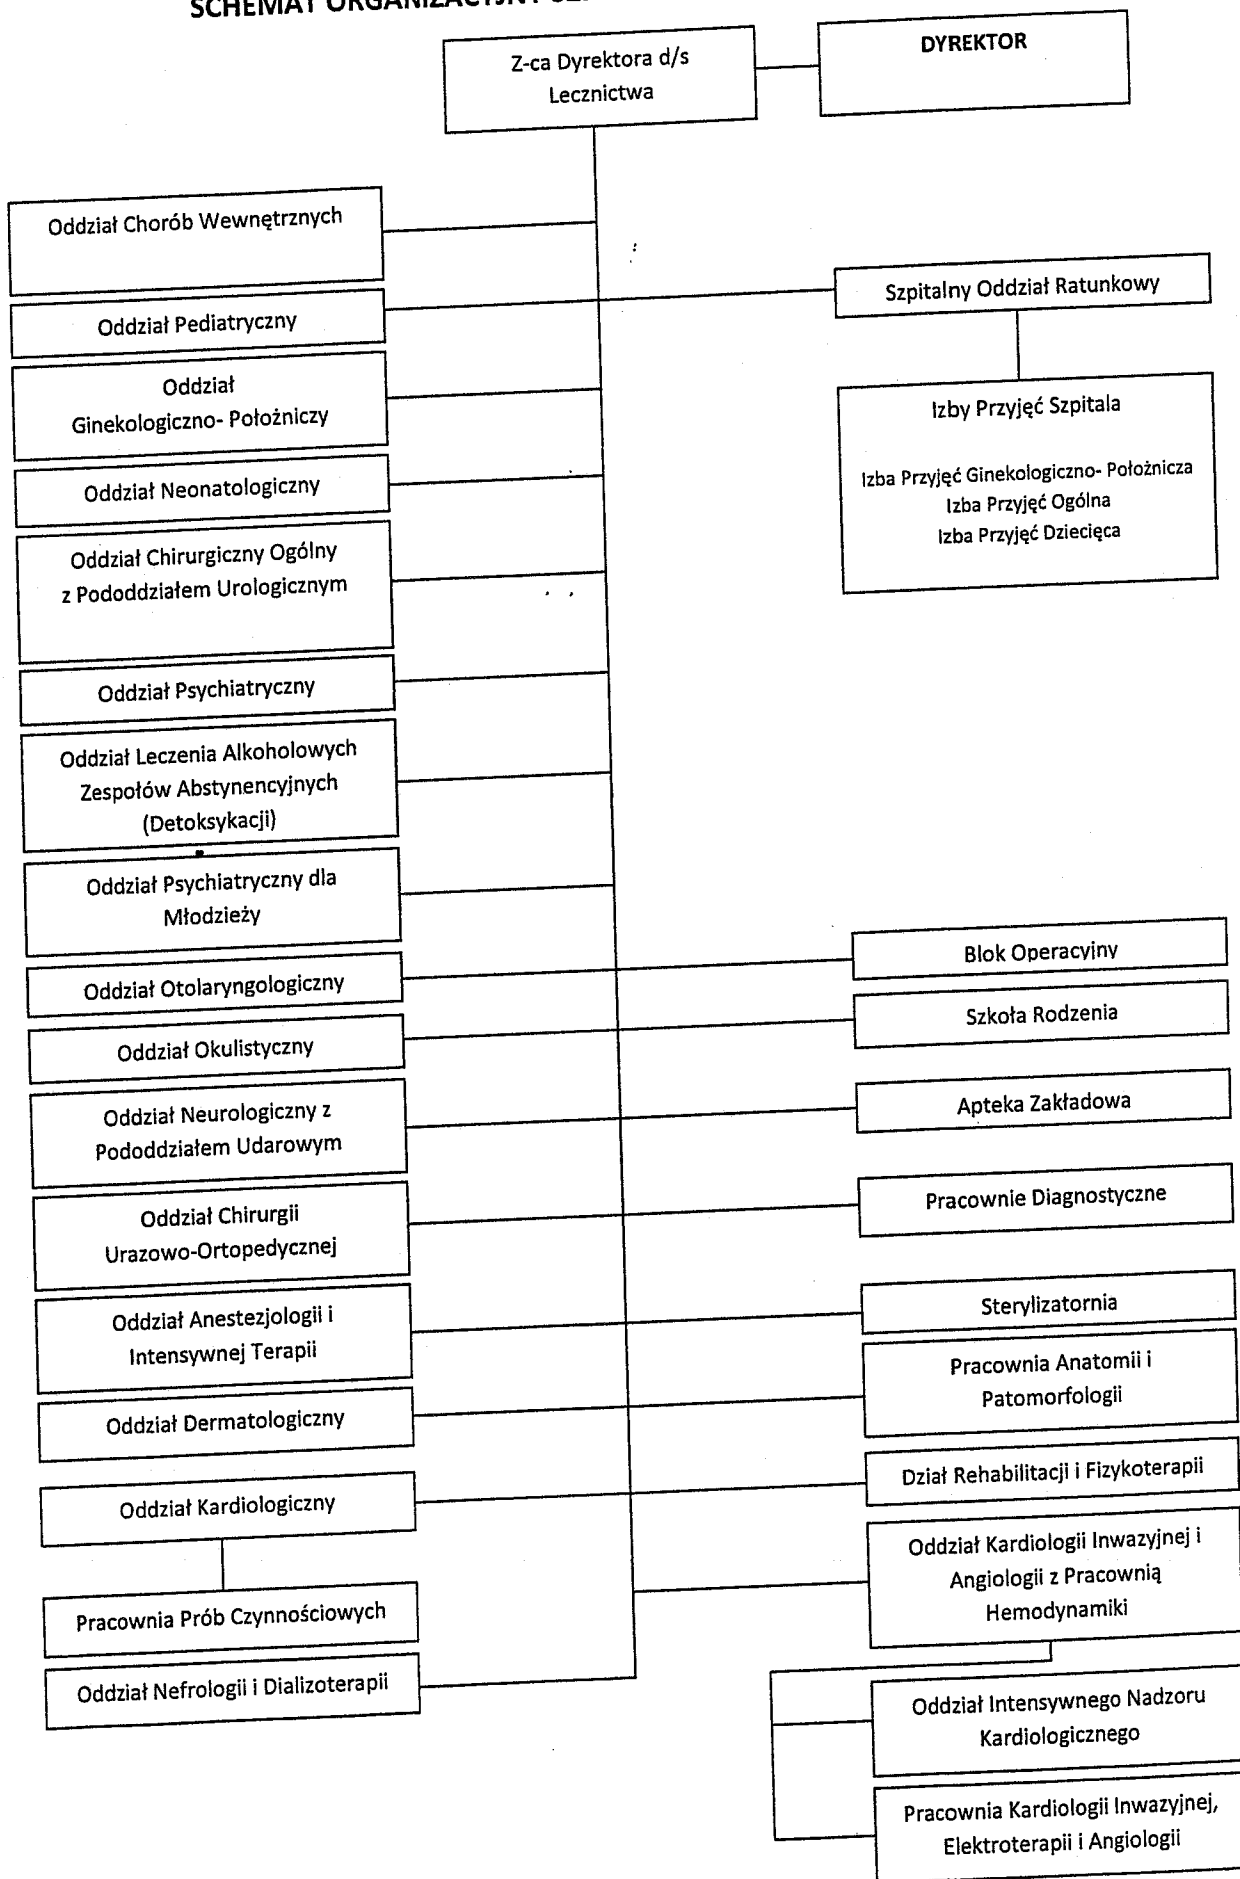 SCHEMAT ORGANIZACYJNY
Z-ca Dyrektora d/s
Lecznictwa
DYREKTOR
Oddział Chorób Wewnętrznych
Oddział Pediatryczny
Oddział
Ginekologiczno- Położniczy
Oddział Neonatologiczny
Oddział Chirurgiczny Ogólny
z Pododdziałem Urologicznym
Oddział Psychiatryczny
Oddział Leczenia Alkoholowych
Zespołów Abstynencyjnych
(Detoksykacji)
Oddział Psychiatryczny dla
Młodzieży
Oddział Otolaryngologiczny
Oddział Okulistyczny
Oddział Neurologiczny z
Pododdziałem Udarowym
Oddział Chirurgii
Urazowo-Ortopedycznej
Oddział Anestezjologii i
Intensywnej Terapii
Oddział Dermatologiczny
Oddział Kardiologiczny
Pracownia Prób Czynnościowych
Oddział Nefrologii i Dializoterapii
Szpitalny Oddział Ratunkowy
Izby Przyjęć Szpitala
Izba Przyjęć Ginekologiczno- Położnicza
Izba Przyjęć Ogólna
Izba Przyjęć Dziecięca
Blok Operacyjny
Szkoła Rodzenia
Apteka Zakładowa
Pracownie Diagnostyczne
Sterylizatornia
Pracownia Anatomii i
Patomorfologii
Dział Rehabilitacji i Fizykoterapii
Oddział Kardiologii Inwazyjnej i
Angiologii z Pracownią
Hemodynamiki
Oddział Intensywnego Nadzoru
Kardiologicznego
Pracownia Kardiologii Inwazyjnej,
Elektroterapii i Angiologii